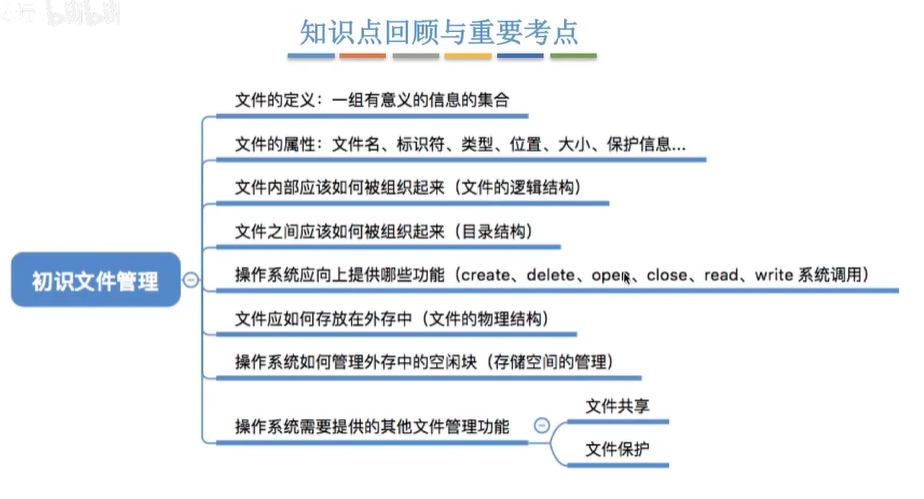 bilibili
知识点回顾与重要考点
文件的定义：一组有意义的信息的集合
文件的属性：文件名、标识符、类型、位置、大小、保护信息...
文件内部应该如何被组织起来（文件的逻辑结构）
文件之间应该如何被组织起来（目录结构）
初识文件管理
操作系统应向上提供哪些功能（create、delete、open、close、read、write 系统调用）
文件应如何存放在外存中（文件的物理结构）
操作系统如何管理外存中的空闲块（存储空间的管理）
操作系统需要提供的其他文件管理功能
文件共享
文件保护